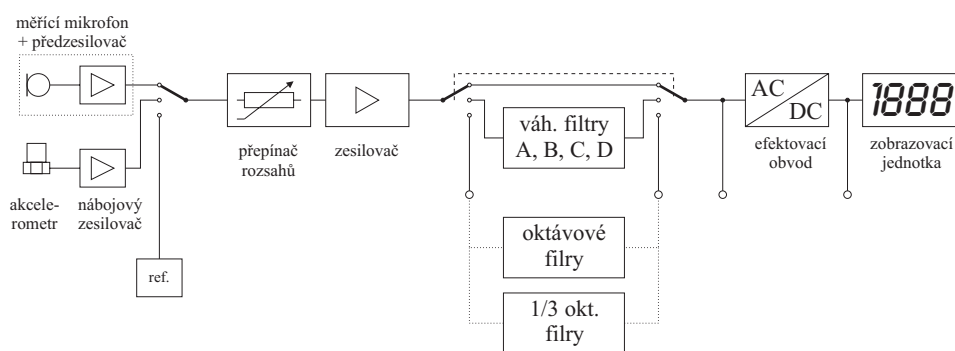 měřící mikrofon
+ předzesilovač
akcele-
rometr
nábojový
zesilovač
ref.
přepínač
rozsahů
zesilovač
váh. filtry
A, B, C, D
oktávové
filry
1/3 okt.
filry
AC
DC
efektovací
obvod
1888
zobrazovací
jednotka